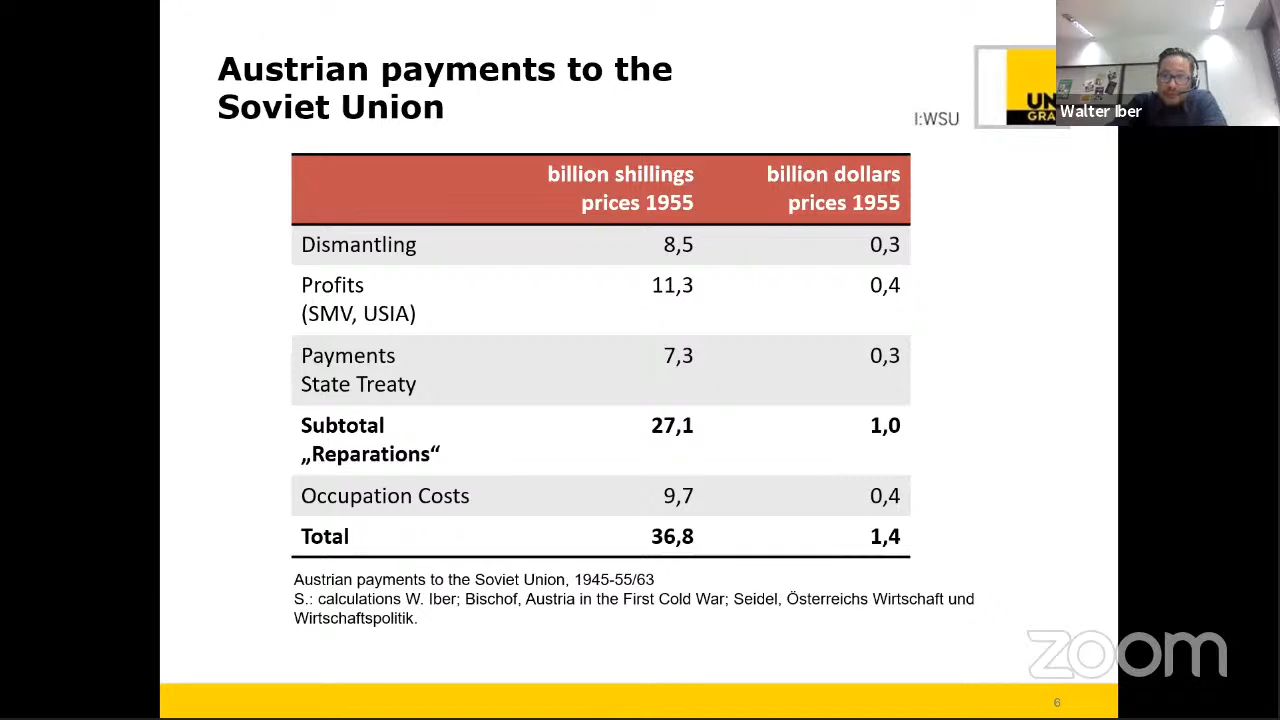 Austrian payments to the
Soviet Union
I:WSU
UN
GRA
Walter Iber
billion shillings
prices 1955
billion dollars
prices 1955
Dismantling 8,5 0,3
Profits 11,3 0,4
(SMV, USIA)
Payments 7,3 0,3
State Treaty
Subtotal 27,1 1,0
„Reparations“
Occupation Costs 9,7 0,4
Total 36,8 1,4
Austrian payments to the Soviet Union, 1945-55/63
S.: calculations W. Iber; Bischof, Austria in the First Cold War; Seidel, Österreichs Wirtschaft und
Wirtschaftspolitik.
zoom
6